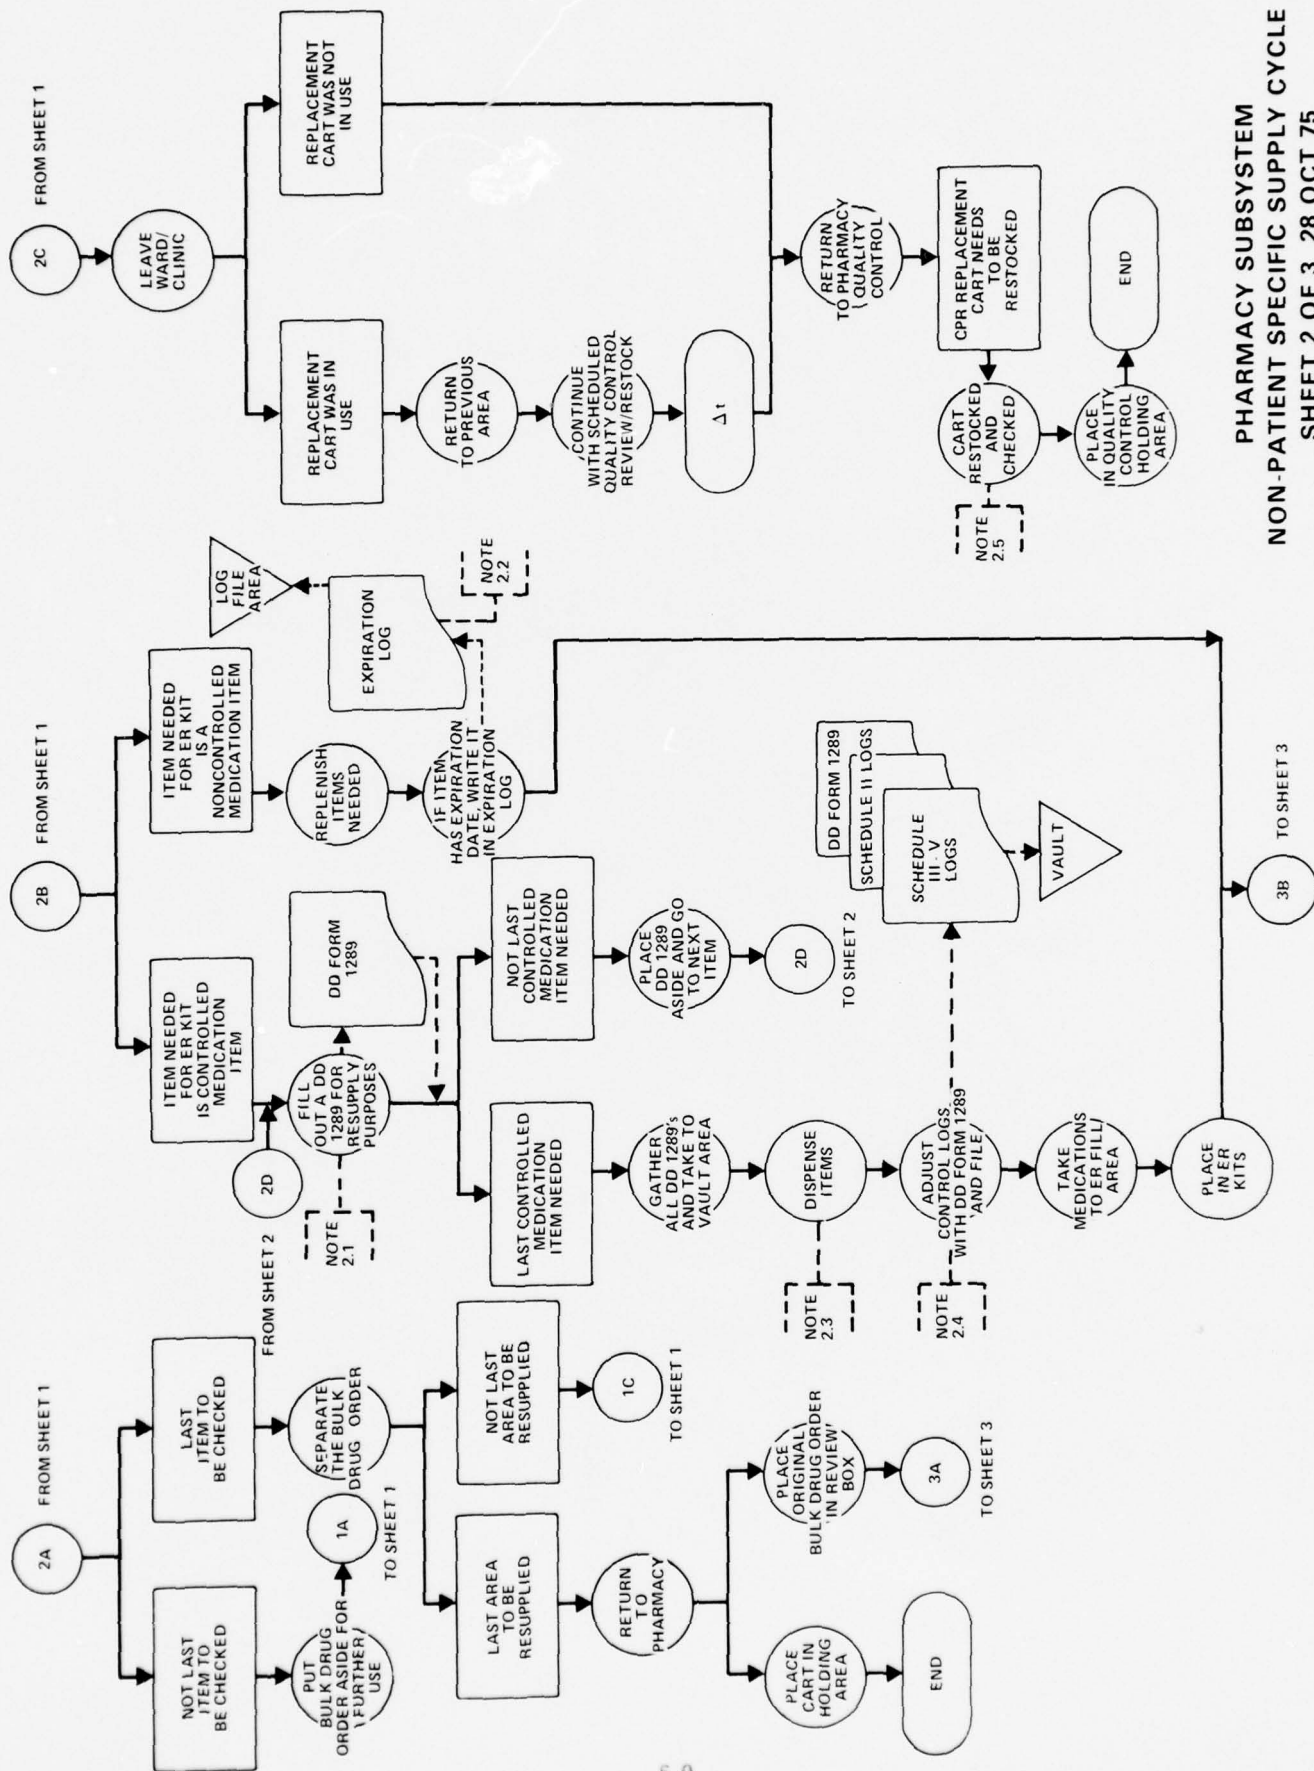 2A
FROM SHEET 1
NOT LAST
ITEM TO
BE CHECKED
LAST
ITEM TO
BE CHECKED
PUT
BULK DRUG
ORDER ASIDE FOR
FURTHER
USE
1A
TO SHEET 1
SEPARATE
THE BULK
DRUG ORDER
LAST AREA
TO BE
RESUPPLIED
NOT LAST
AREA TO BE
RESUPPLIED
1C
TO SHEET 1
RETURN
TO
PHARMACY
PLACE
CART IN
HOLDING
AREA
END
PLACE
ORIGINAL
BULK DRUG ORDER
IN REVIEW
BOX
3A
TO SHEET 3
2B
FROM SHEET 1
ITEM NEEDED
FOR ER KIT
IS CONTROLLED
MEDICATION
ITEM
ITEM NEEDED
FOR ER KIT
IS A
NONCONTROLLED
MEDICATION ITEM
2D
FROM SHEET 2
FILL
OUT A DD
1289 FOR
RESUPPLY
PURPOSES
NOTE
2.1
DD FORM
1289
REPLENISH
ITEMS
NEEDED
IF ITEM
HAS EXPIRATION
DATE, WRITE IT
IN EXPIRATION
LOG
EXPIRATION
LOG
LOG
FILE
AREA
NOTE
2.2
LAST CONTROLLED
MEDICATION
ITEM NEEDED
NOT LAST
CONTROLLED
MEDICATION
ITEM NEEDED
PLACE
DD 1289
ASIDE AND GO
TO NEXT
ITEM
2D
TO SHEET 2
GATHER
ALL DD 1289's
AND TAKE TO
VAULT AREA
DISPENSE
ITEMS
NOTE
2.3
ADJUST
CONTROL LOGS
WITH DD FORM 1289
AND FILE
NOTE
2.4
DD FORM 1289
SCHEDULE II LOGS
SCHEDULE
III - V
LOGS
VAULT
TAKE
MEDICATIONS
TO ER FILL
AREA
PLACE
IN ER
KITS
3B
TO SHEET 3
2C
FROM SHEET 1
LEAVE
WARD/
CLINIC
REPLACEMENT
CART WAS IN
USE
REPLACEMENT
CART WAS NOT
IN USE
RETURN
TO PREVIOUS
AREA
CONTINUE
WITH SCHEDULED
QUALITY CONTROL
REVIEW/RESTOCK
Δ t
RETURN
TO PHARMACY
QUALITY
CONTROL
CPR REPLACEMENT
CART NEEDS
TO BE
RESTOCKED
CART
RESTOCKED
AND
CHECKED
NOTE
2.5
PLACE
IN QUALITY
CONTROL
HOLDING
AREA
END
PHARMACY SUBSYSTEM
NON-PATIENT SPECIFIC SUPPLY CYCLE
SHEET 2 OF 3 28 OCT 75